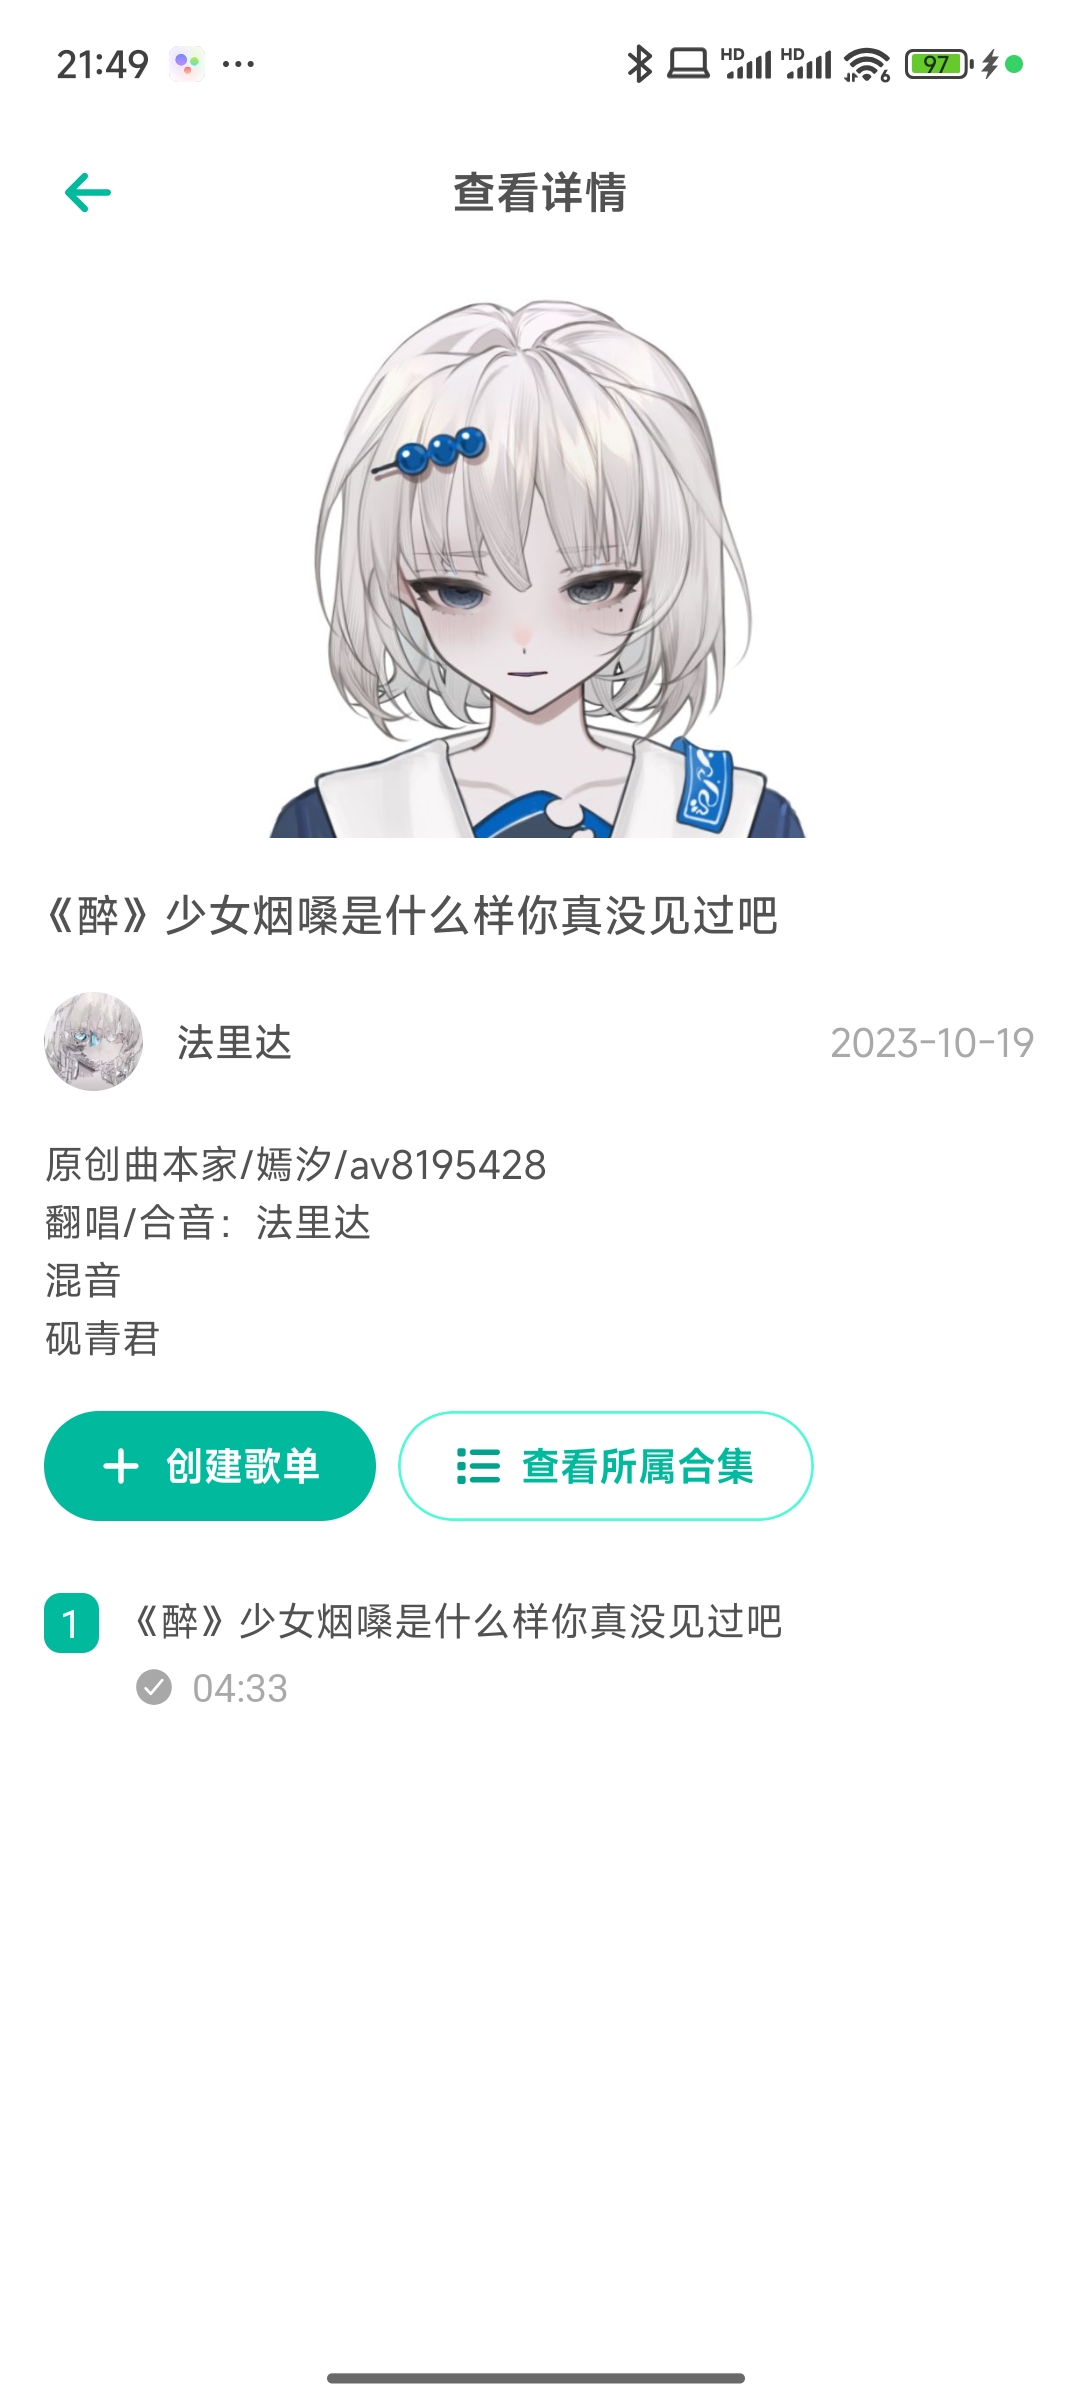 21:49
HD HD 6 97
查看详情
《醉》少女烟嗓是什么样你真没见过吧
法里达
2023-10-19
原创曲本家/嫣汐/av8195428
翻唱/合音：法里达
混音
砚青君
创建歌单
查看所属合集
1 《醉》少女烟嗓是什么样你真没见过吧
04:33